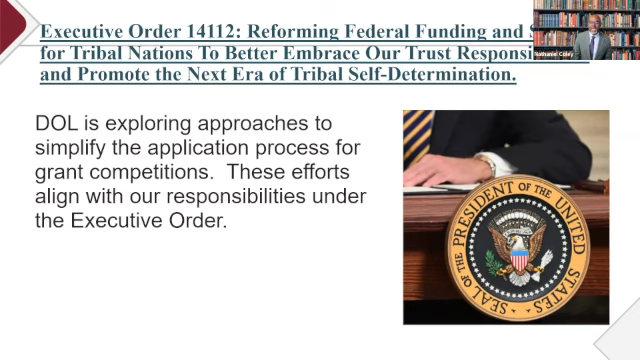 Executive Order 14112: Reforming Federal Funding and
for Tribal Nations To Better Embrace Our Trust
and Promote the Next Era of Tribal Self-Determination.
Nathaniel Coley
DOL is exploring approaches to
simplify the application process for
grant competitions. These efforts
align with our responsibilities under
the Executive Order.
SEAL OF THE PRESIDENT OF THE UNITED STATES